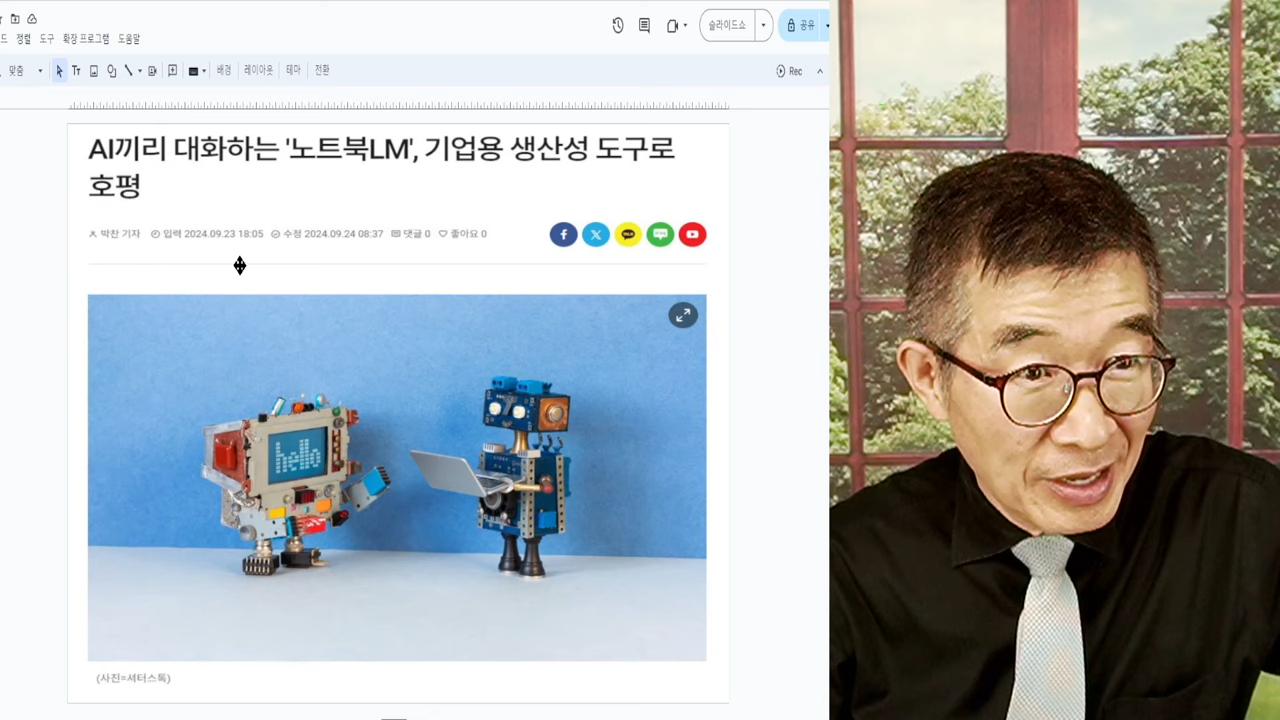 드 정렬 도구 확장 프로그램 도움말
슬라이드쇼
공유
맞춤
Tr
배경 레이아웃 테마 전환
Rec
AI끼리 대화하는 '노트북LM', 기업용 생산성 도구로
호평
박찬 기자 입력 2024.09.23 18:05 수정 2024.09.24 08:37 댓글 0 좋아요 0
(사진=셔터스톡)